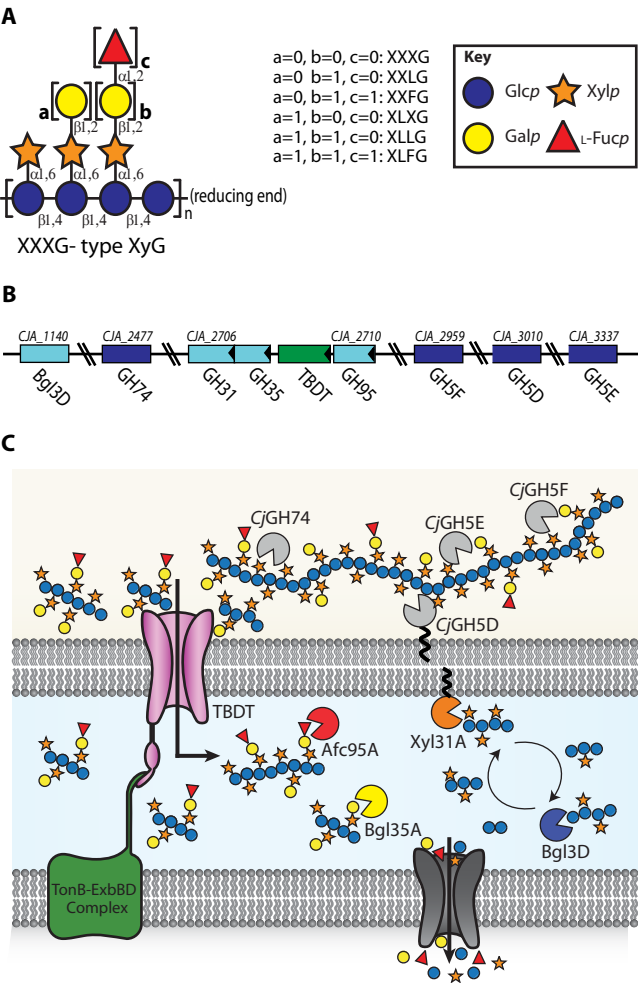 A
c
α1,2
a
b
β1,2
β1,2
α1,6
α1,6
α1,6
(reducing end)
n
β1,4
β1,4
β1,4
β1,4
XXXG- type XyG
a=0, b=0, c=0: XXXG
a=0 b=1, c=0: XXLG
a=0, b=1, c=1: XXFG
a=1, b=0, c=0: XLXG
a=1, b=1, c=0: XLLG
a=1, b=1, c=1: XLFG
Key
Glcp
Xylp
Galp
L-Fucp
B
CJA_1140
CJA_2477
CJA_2706
CJA_2710
CJA_2959
CJA_3010
CJA_3337
Bgl3D
GH74
GH31
GH35
TBDT
GH95
GH5F
GH5D
GH5E
C
CjGH74
CjGH5E
CjGH5F
CjGH5D
TBDT
Afc95A
Xyl31A
Bgl35A
Bgl3D
TonB-ExbBD
Complex